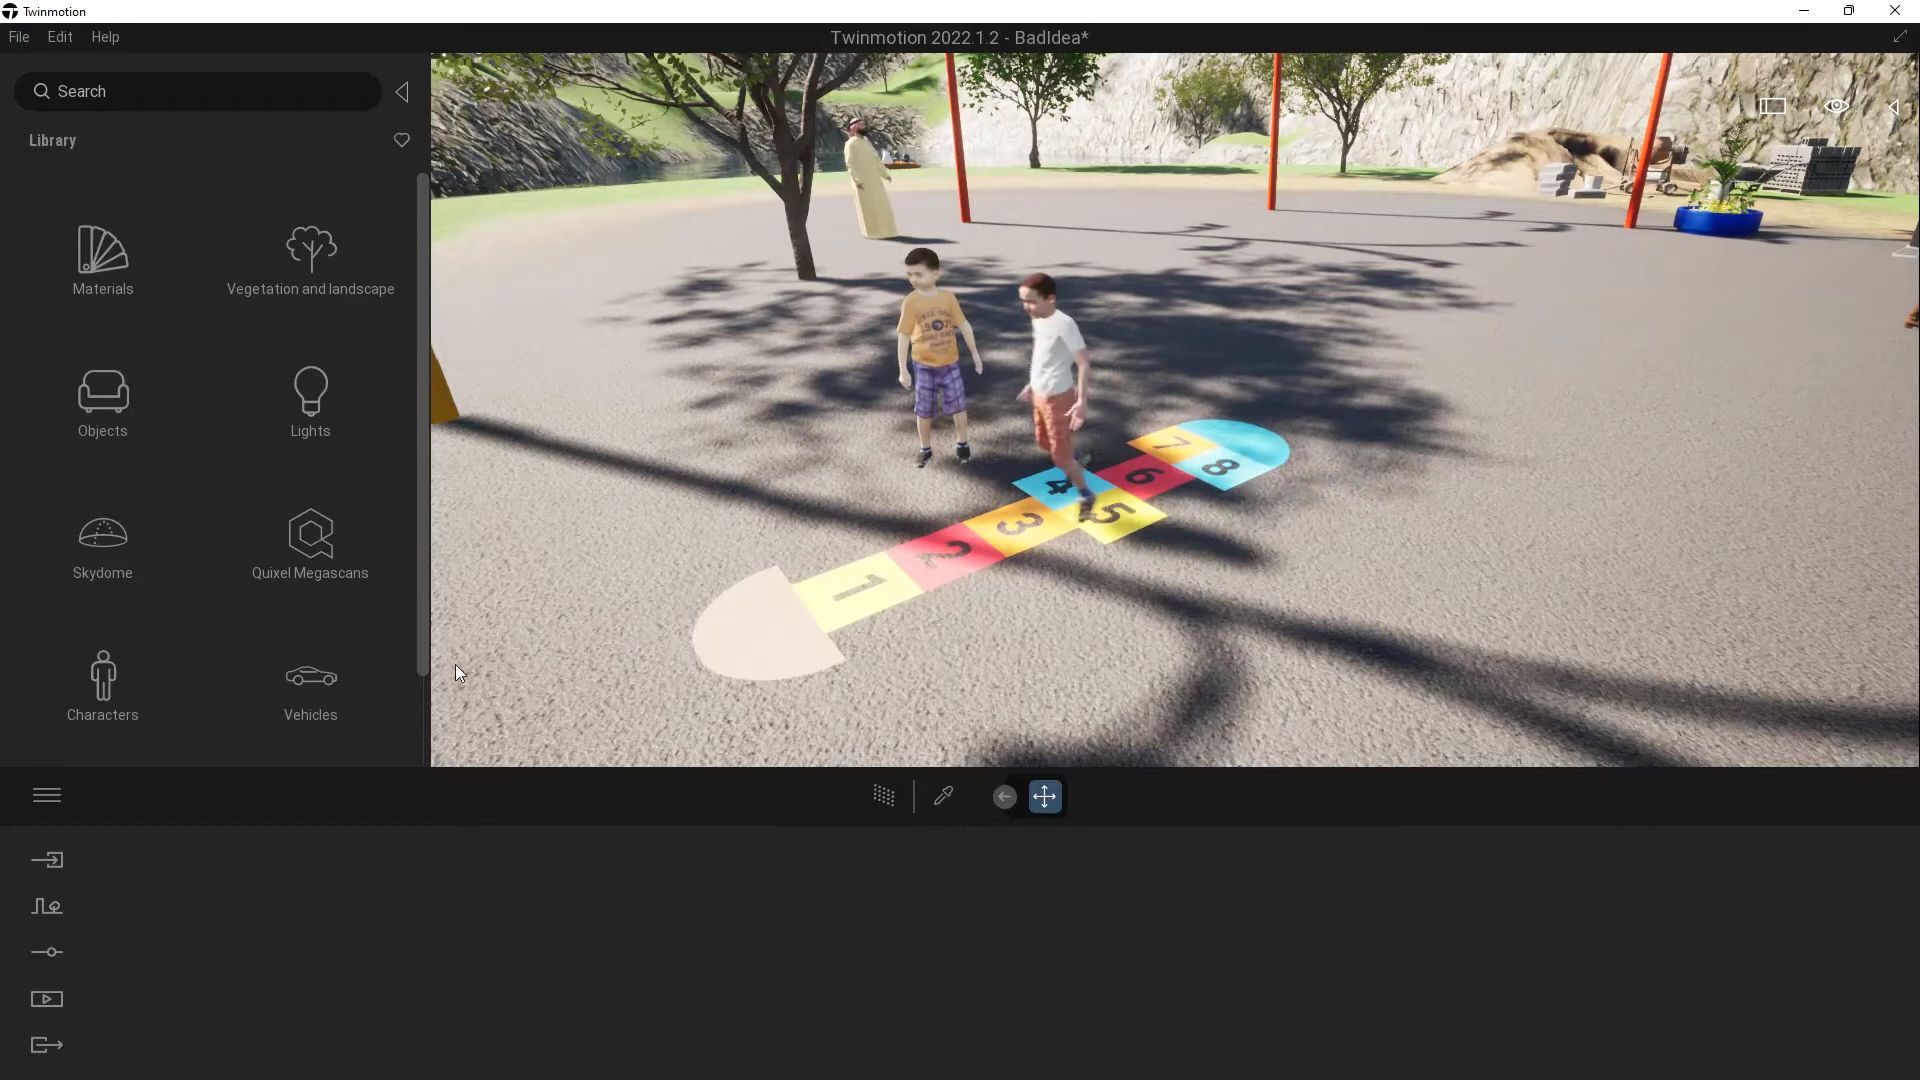 Twinmotion
File Edit Help
Twinmotion 2022.1.2 - BadIdea*
Search
Library
Materials
Vegetation and landscape
Objects
Lights
Skydome
Quixel Megascans
Characters
Vehicles
1
2
3
4
5
6
7
8